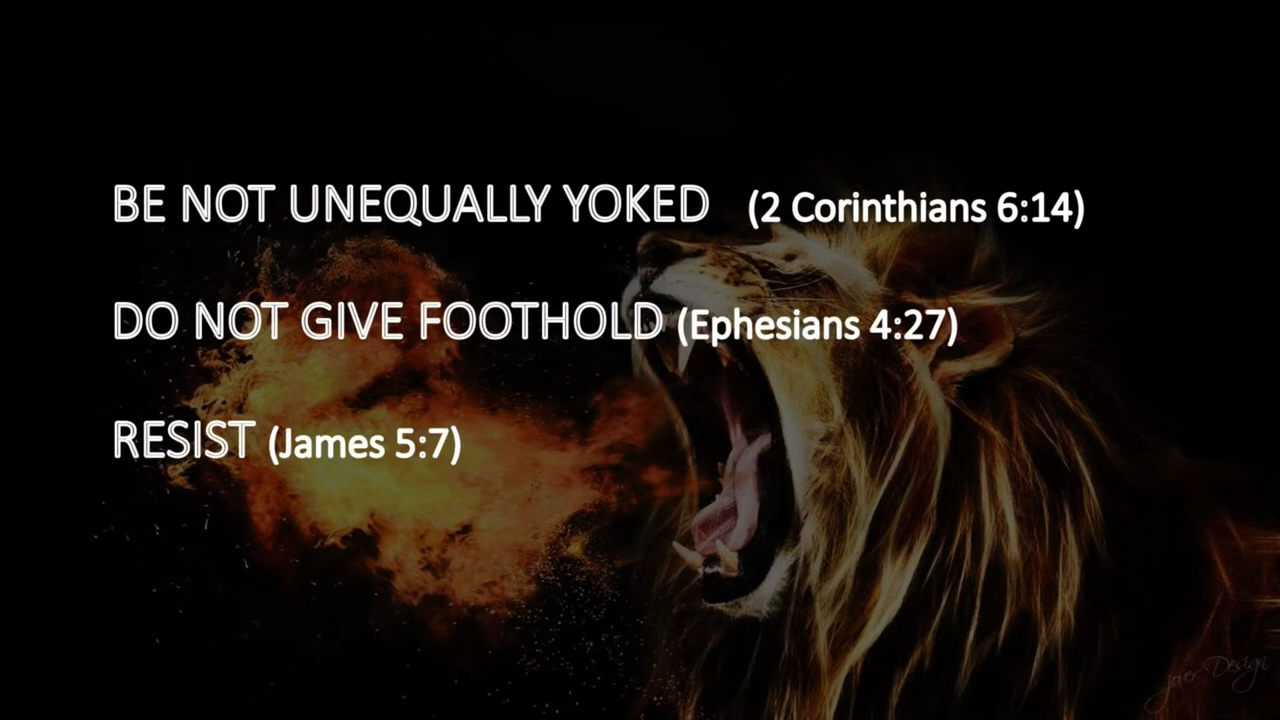 BE NOT UNEQUALLY YOKED (2 Corinthians 6:14)
DO NOT GIVE FOOTHOLD (Ephesians 4:27)
RESIST (James 5:7)
Design